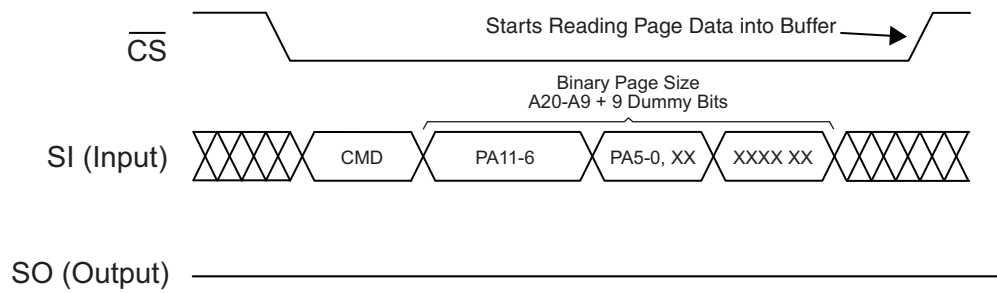 Starts Reading Page Data into Buffer
CS
Binary Page Size
A20-A9 + 9 Dummy Bits
SI (Input)
CMD
PA11-6
PA5-0, XX
XXXX XX
SO (Output)